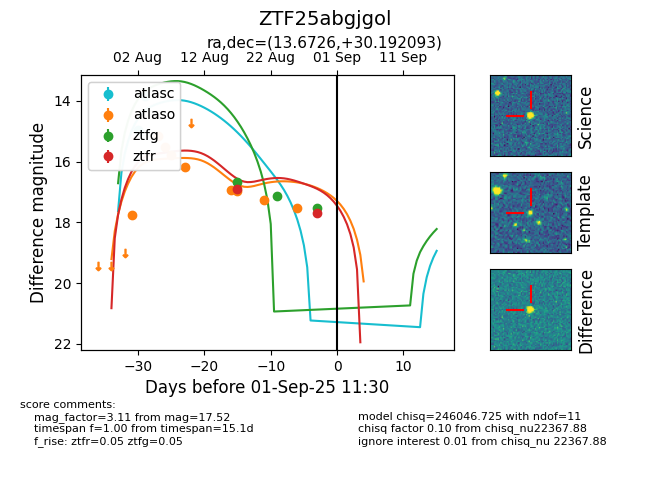 ZTF25abgjgol
ra,dec=(13.6726,+30.192093)
02 Aug 12 Aug 22 Aug 01 Sep 11 Sep
atlasc
atlaso
ztfg
ztfr
14
16
18
20
22
Difference magnitude
−30 −20 −10 0 10
Days before 01-Sep-25 11:30
Science
Template
Difference
score comments:
mag_factor=3.11 from mag=17.52
timespan f=1.00 from timespan=15.1d
f_rise: ztfr=0.05 ztfg=0.05
model chisq=246046.725 with ndof=11
chisq factor 0.10 from chisq_nu22367.88
ignore interest 0.01 from chisq_nu 22367.88